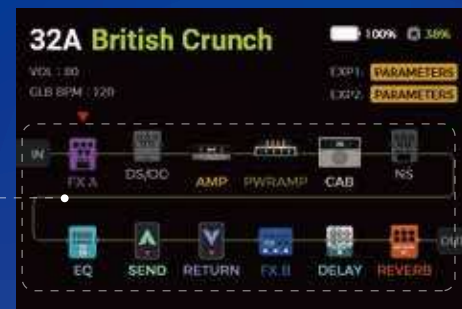 32A British Crunch
100% 38%
VOL : 80
EXP1: PARAMETERS
GLB BPM : 120
EXP2: PARAMETERS
IN
FX A DS/OD AMP PWRAMP CAB NS
EQ SEND RETURN FX B DELAY REVERB
OUT